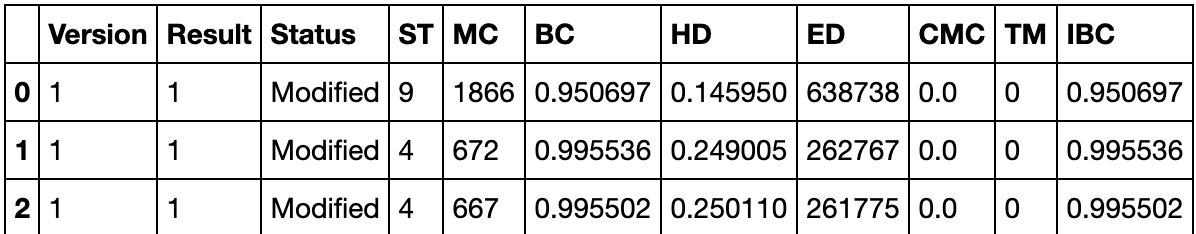 Version Result Status ST MC BC HD ED CMC TM IBC
0 1 1 Modified 9 1866 0.950697 0.145950 638738 0.0 0 0.950697
1 1 1 Modified 4 672 0.995536 0.249005 262767 0.0 0 0.995536
2 1 1 Modified 4 667 0.995502 0.250110 261775 0.0 0 0.995502